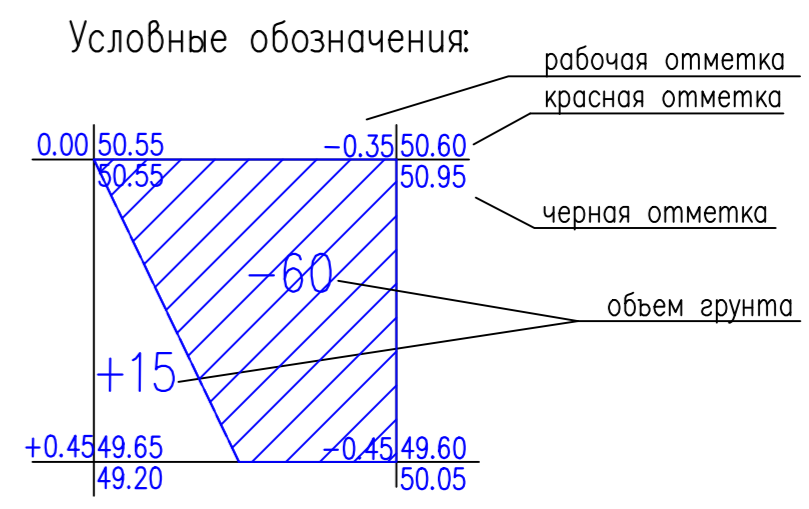 Условные обозначения:
рабочая отметка
красная отметка
0.00 50.55
-0.35 50.60
50.55
50.95
черная отметка
-60
объем грунта
+15
+0.45 49.65
-0.45 49.60
49.20
50.05